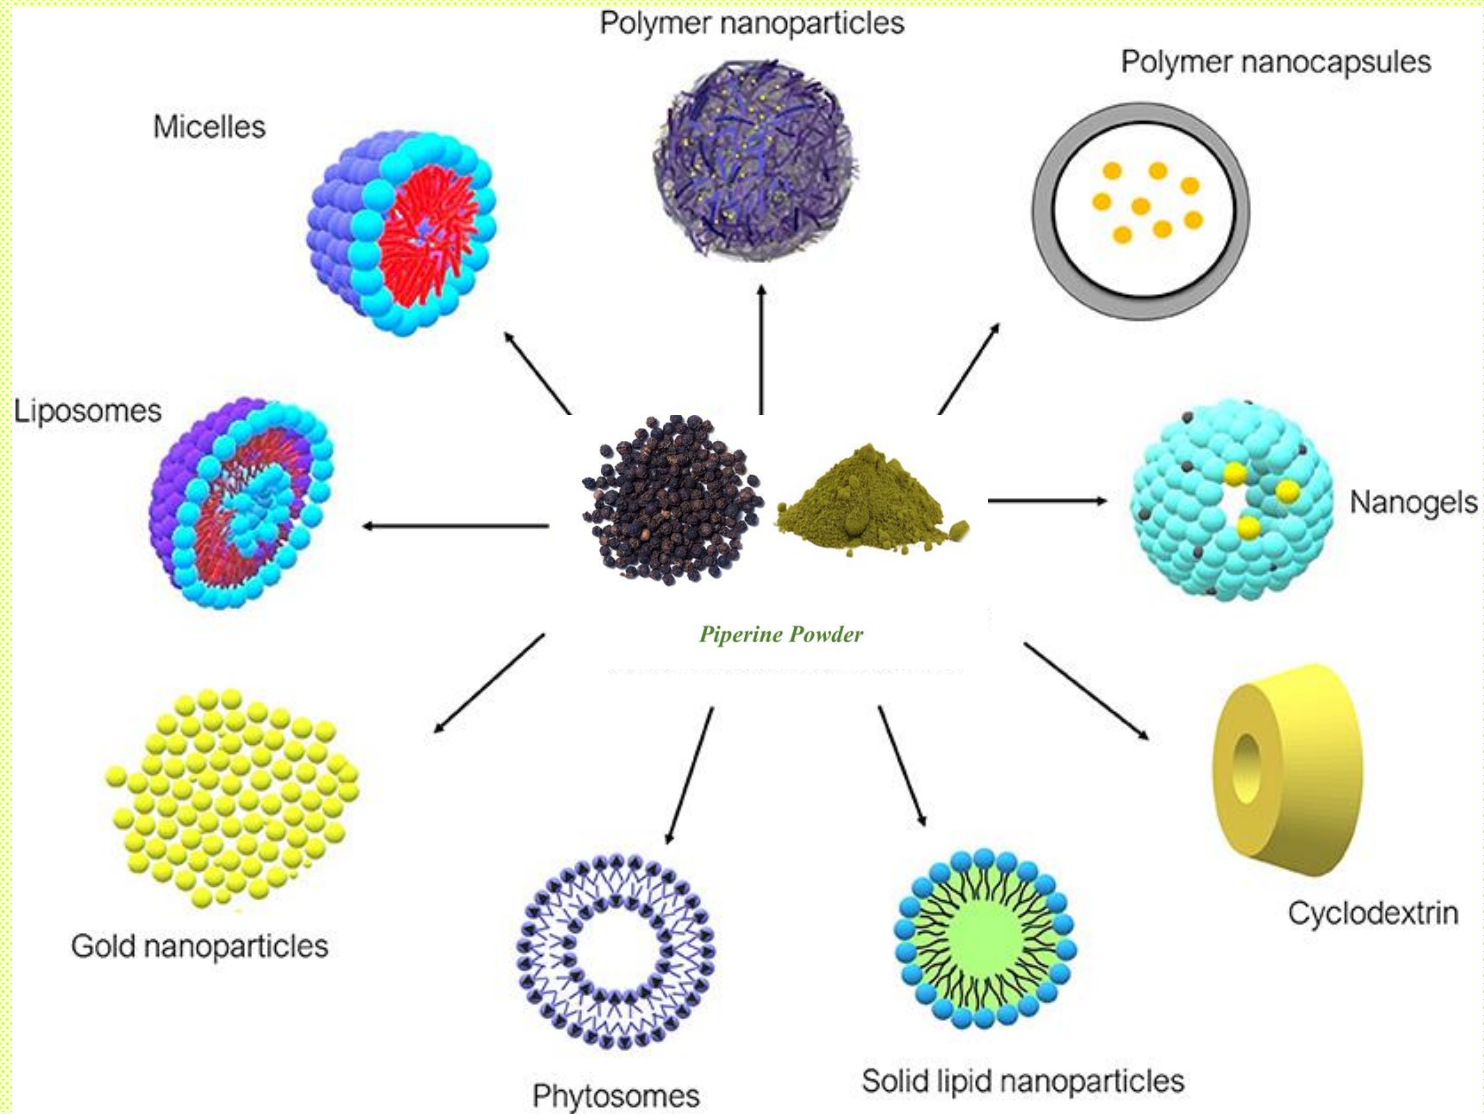 Polymer nanoparticles
Polymer nanocapsules
Micelles
Liposomes
Nanogels
Piperine Powder
Cyclodextrin
Gold nanoparticles
Solid lipid nanoparticles
Phytosomes